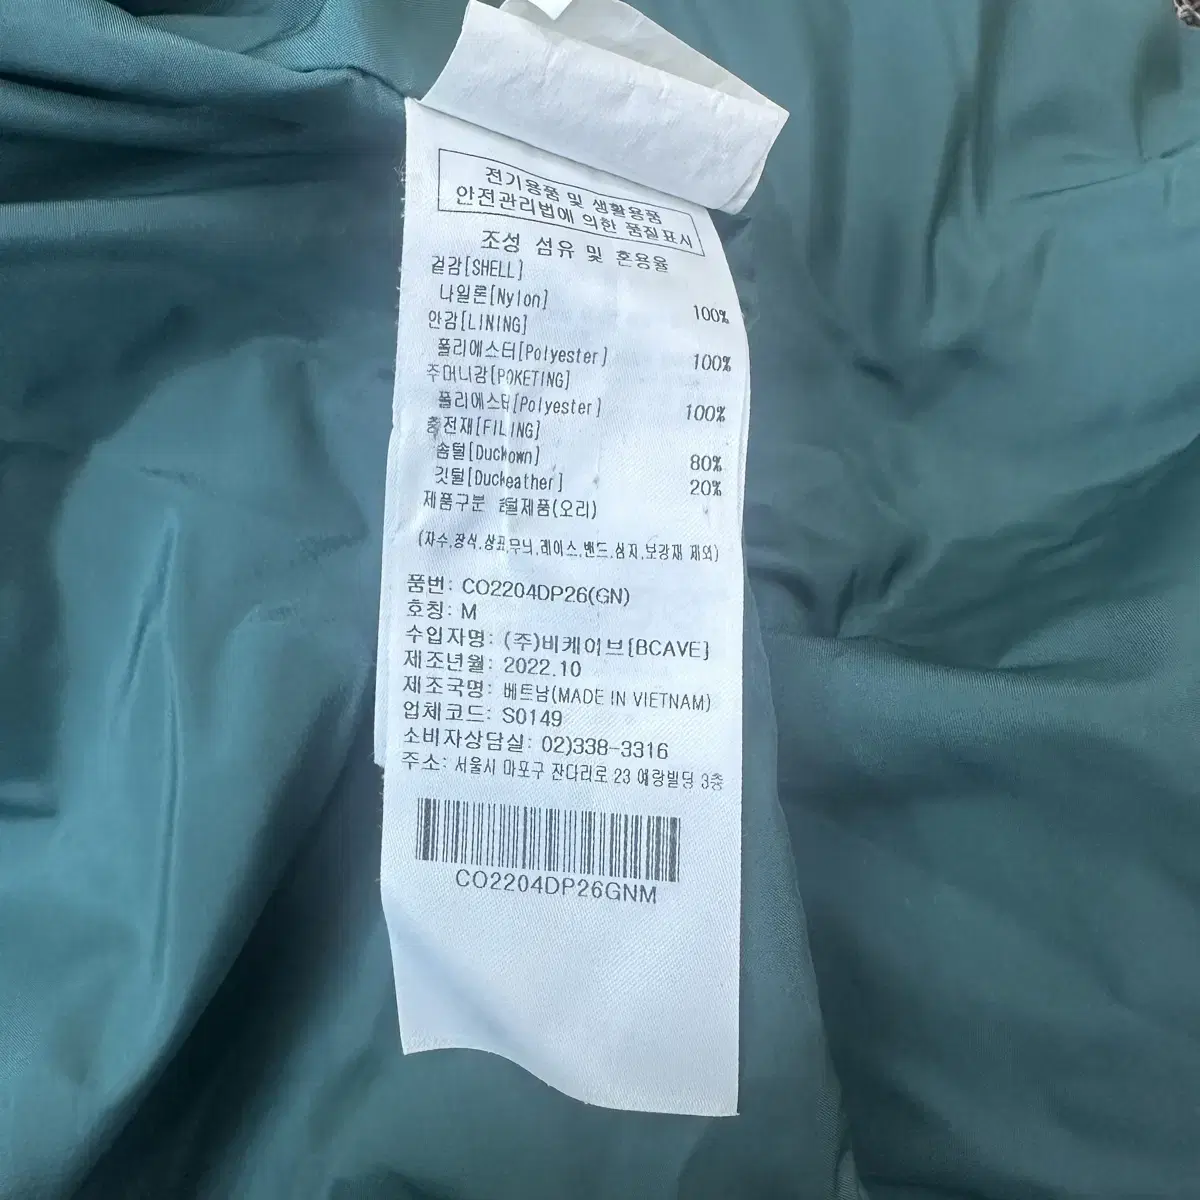 전기용품 및 생활용품
안전관리법에 의한 품질표시
조성 섬유 및 혼용율
겉감[SHELL]
나일론[Nylon] 100%
안감[LINING]
폴리에스터[Polyester] 100%
주머니감[POKETING]
폴리에스터[Polyester] 100%
충전재[FILING]
솜털[Duckown] 80%
깃털[Duckeather] 20%
제품구분 털제품(오리)
(자수,장식,상표,무늬,레이스,밴드,심지,보강재 제외)
품번: CO2204DP26(GN)
호칭: M
수입자명: (주)비케이브[BCAVE]
제조년월: 2022.10
제조국명: 베트남(MADE IN VIETNAM)
업체코드: S0149
소비자상담실: 02)338-3316
주소: 서울시 마포구 잔다리로 23 애랑빌딩 3층
CO2204DP26GNM